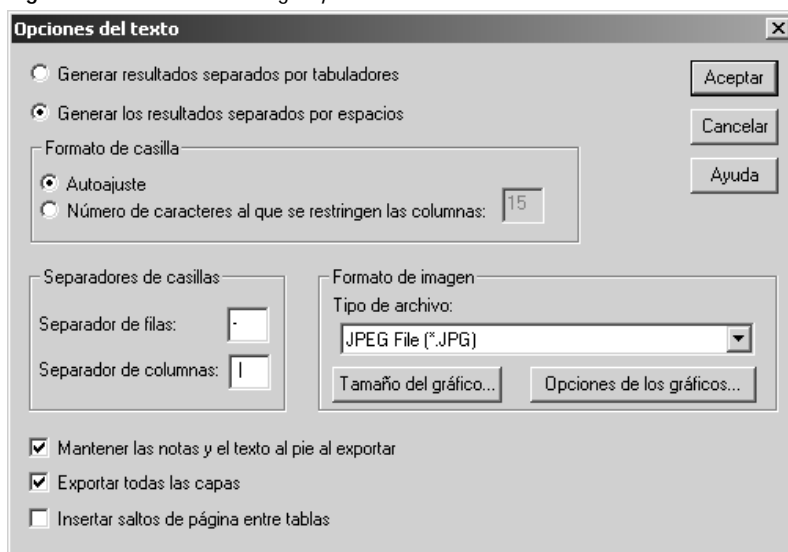 Opciones del texto
Generar resultados separados por tabuladores
Aceptar
Generar los resultados separados por espacios
Cancelar
Formato de casilla
Ayuda
Autoajuste
Número de caracteres al que se restringen las columnas: 15
Separadores de casillas
Formato de imagen
Tipo de archivo:
Separador de filas: -
JPEG File (*.JPG)
Separador de columnas: |
Tamaño del gráfico... Opciones de los gráficos...
Mantener las notas y el texto al pie al exportar
Exportar todas las capas
Insertar saltos de página entre tablas